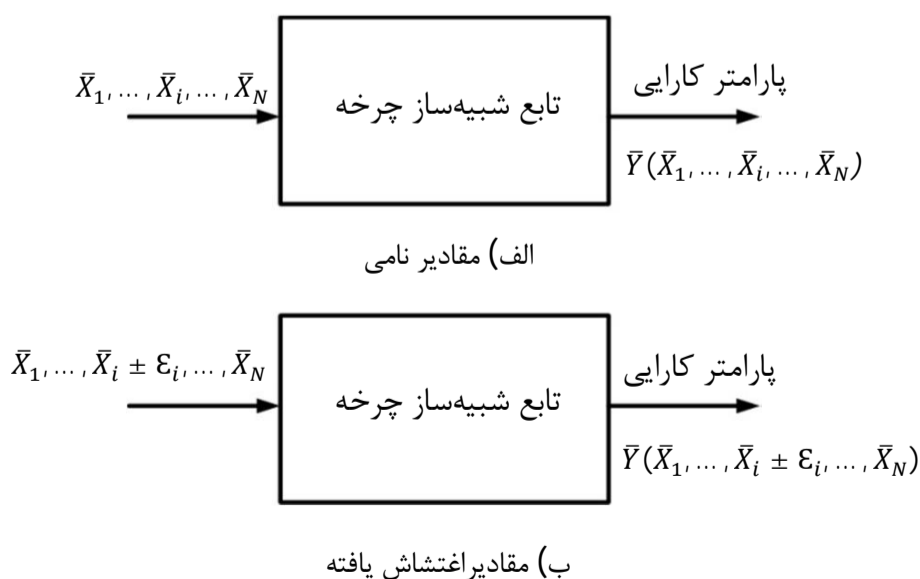 پارامتر کارایی
X̄₁, ... , X̄ᵢ, ... , X̄_N
تابع شبیه‌ساز چرخه
Ȳ(X̄₁, ... , X̄ᵢ, ... , X̄_N)
الف) مقادیر نامی
X̄₁, ... , X̄ᵢ ± Ɛᵢ, ... , X̄_N
تابع شبیه‌ساز چرخه
پارامتر کارایی
Ȳ(X̄₁, ... , X̄ᵢ ± Ɛᵢ, ... , X̄_N)
ب) مقادیراغتشاش یافته